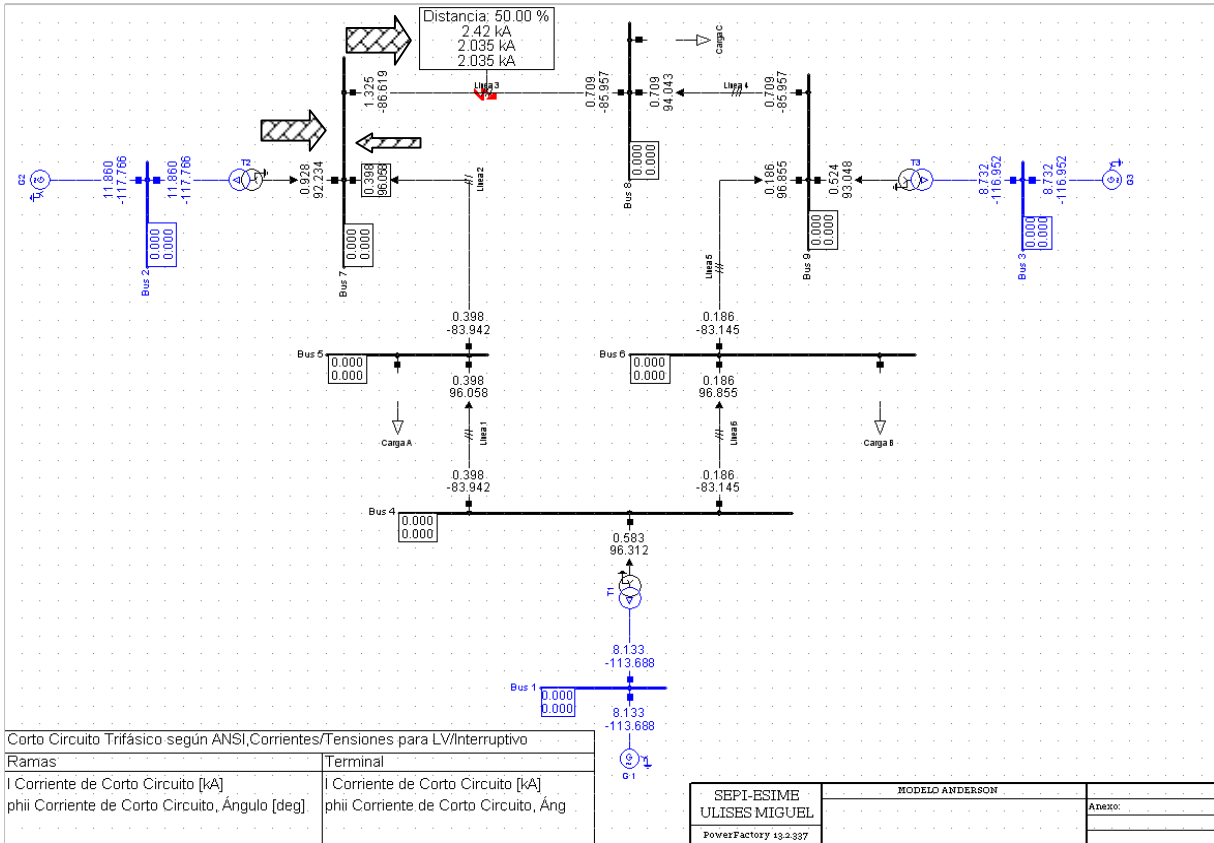 Distancia: 50.00 %
2.42 kA
2.035 kA
2.035 kA
Carga C
1.325
-86.619
Linea 3
0.709
-85.957
0.709
94.043
Linea 4
0.709
-85.957
G2
11.860
-117.766
11.860
-117.766
0.928
92.234
0.398
96.058
Linea 2
0.000
0.000
Bus 8
0.186
96.855
0.524
93.048
8.732
-116.952
8.732
-116.952
G3
0.000
0.000
Bus 2
0.000
0.000
Bus 7
Linea 5
0.000
0.000
Bus 9
0.000
0.000
Bus 3
0.398
-83.942
0.186
-83.145
Bus 5
0.000
0.000
Bus 6
0.000
0.000
0.398
96.058
0.186
96.855
Carga A
Linea 1
Linea 6
Carga B
0.398
-83.942
0.186
-83.145
Bus 4
0.000
0.000
0.583
96.312
T1
8.133
-113.688
Bus 1
0.000
0.000
8.133
-113.688
G 1
Corto Circuito Trifásico según ANSI,Corrientes/Tensiones para LV/Interruptivo
Ramas
Terminal
I Corriente de Corto Circuito [kA]
I Corriente de Corto Circuito [kA]
phii Corriente de Corto Circuito, Ángulo [deg]
phii Corriente de Corto Circuito, Áng
SEPI-ESIME
ULISES MIGUEL
PowerFactory 13.2.337
MODELO ANDERSON
Anexo: